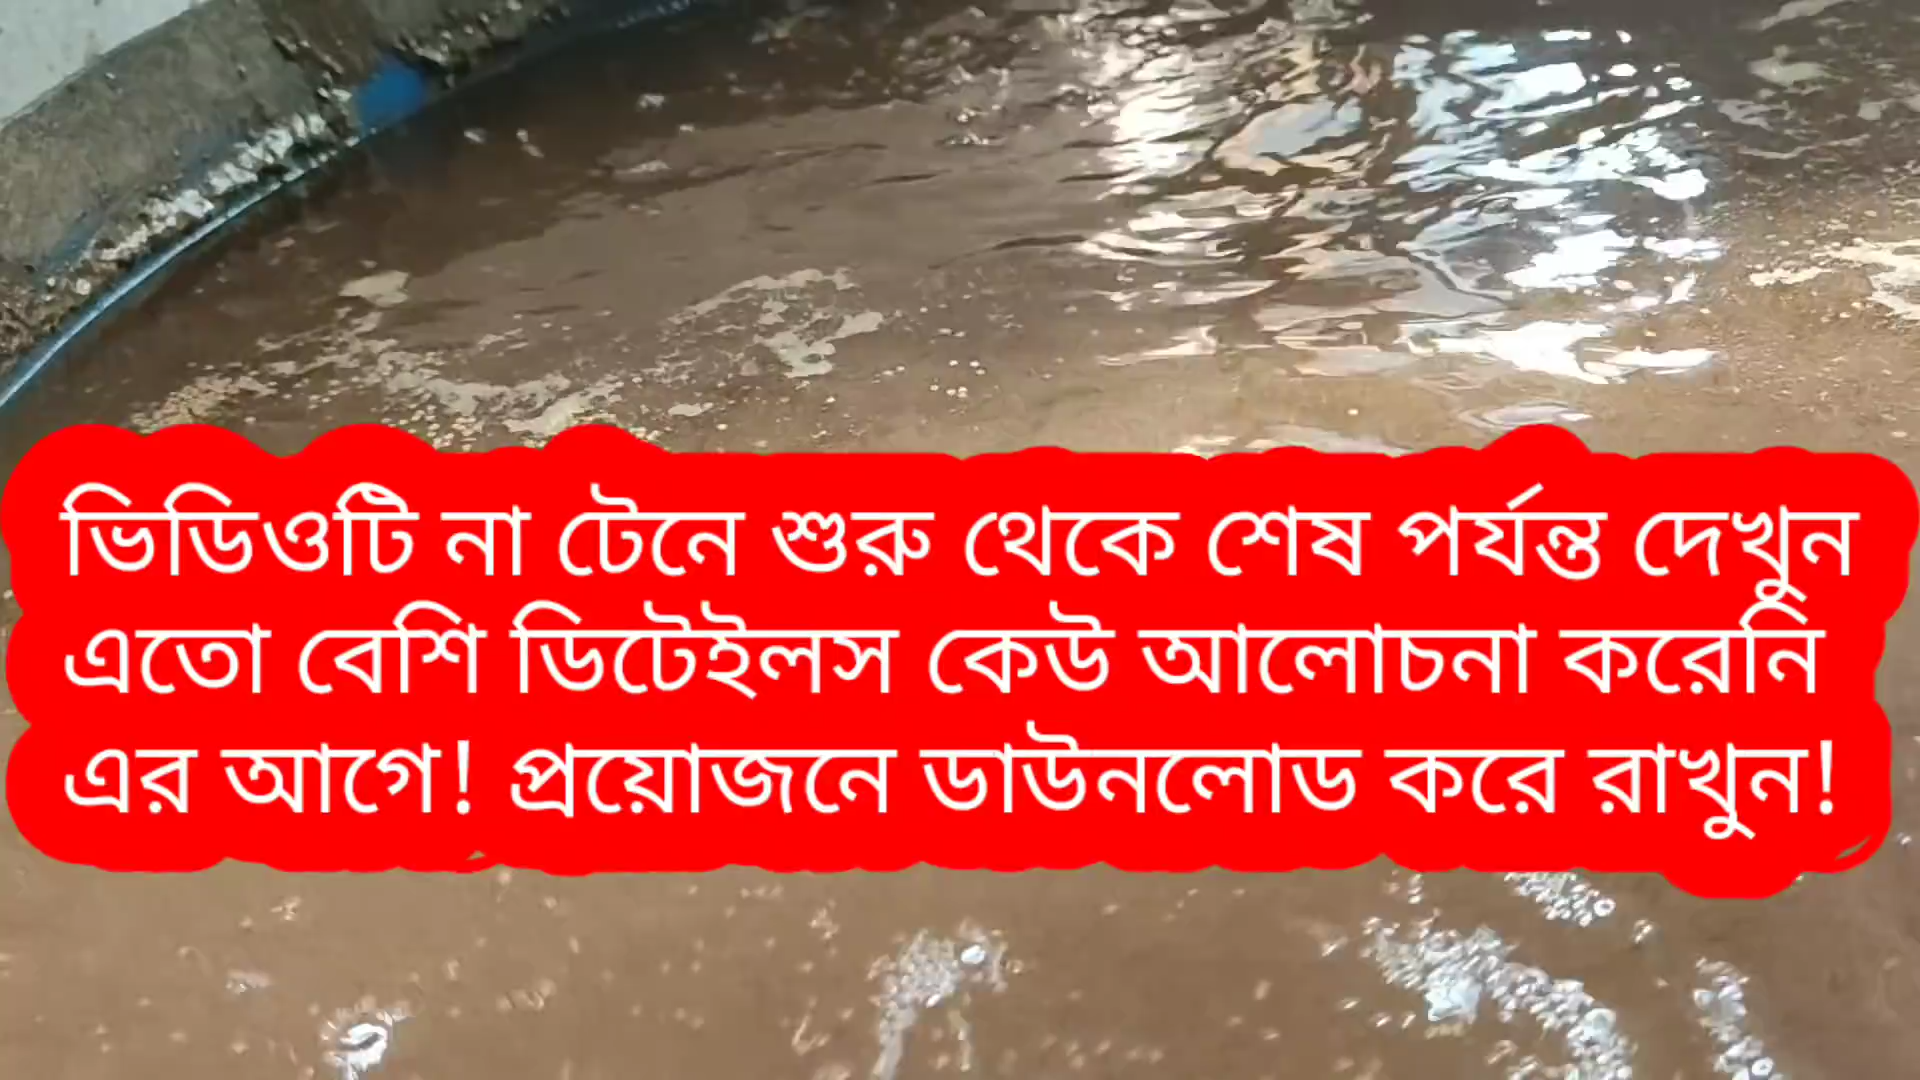 ভিডিওটি না টেনে শুরু থেকে শেষ পর্যন্ত দেখুন
এতো বেশি ডিটেইলস কেউ আলোচনা করেনি
এর আগে! প্রয়োজনে ডাউনলোড করে রাখুন!